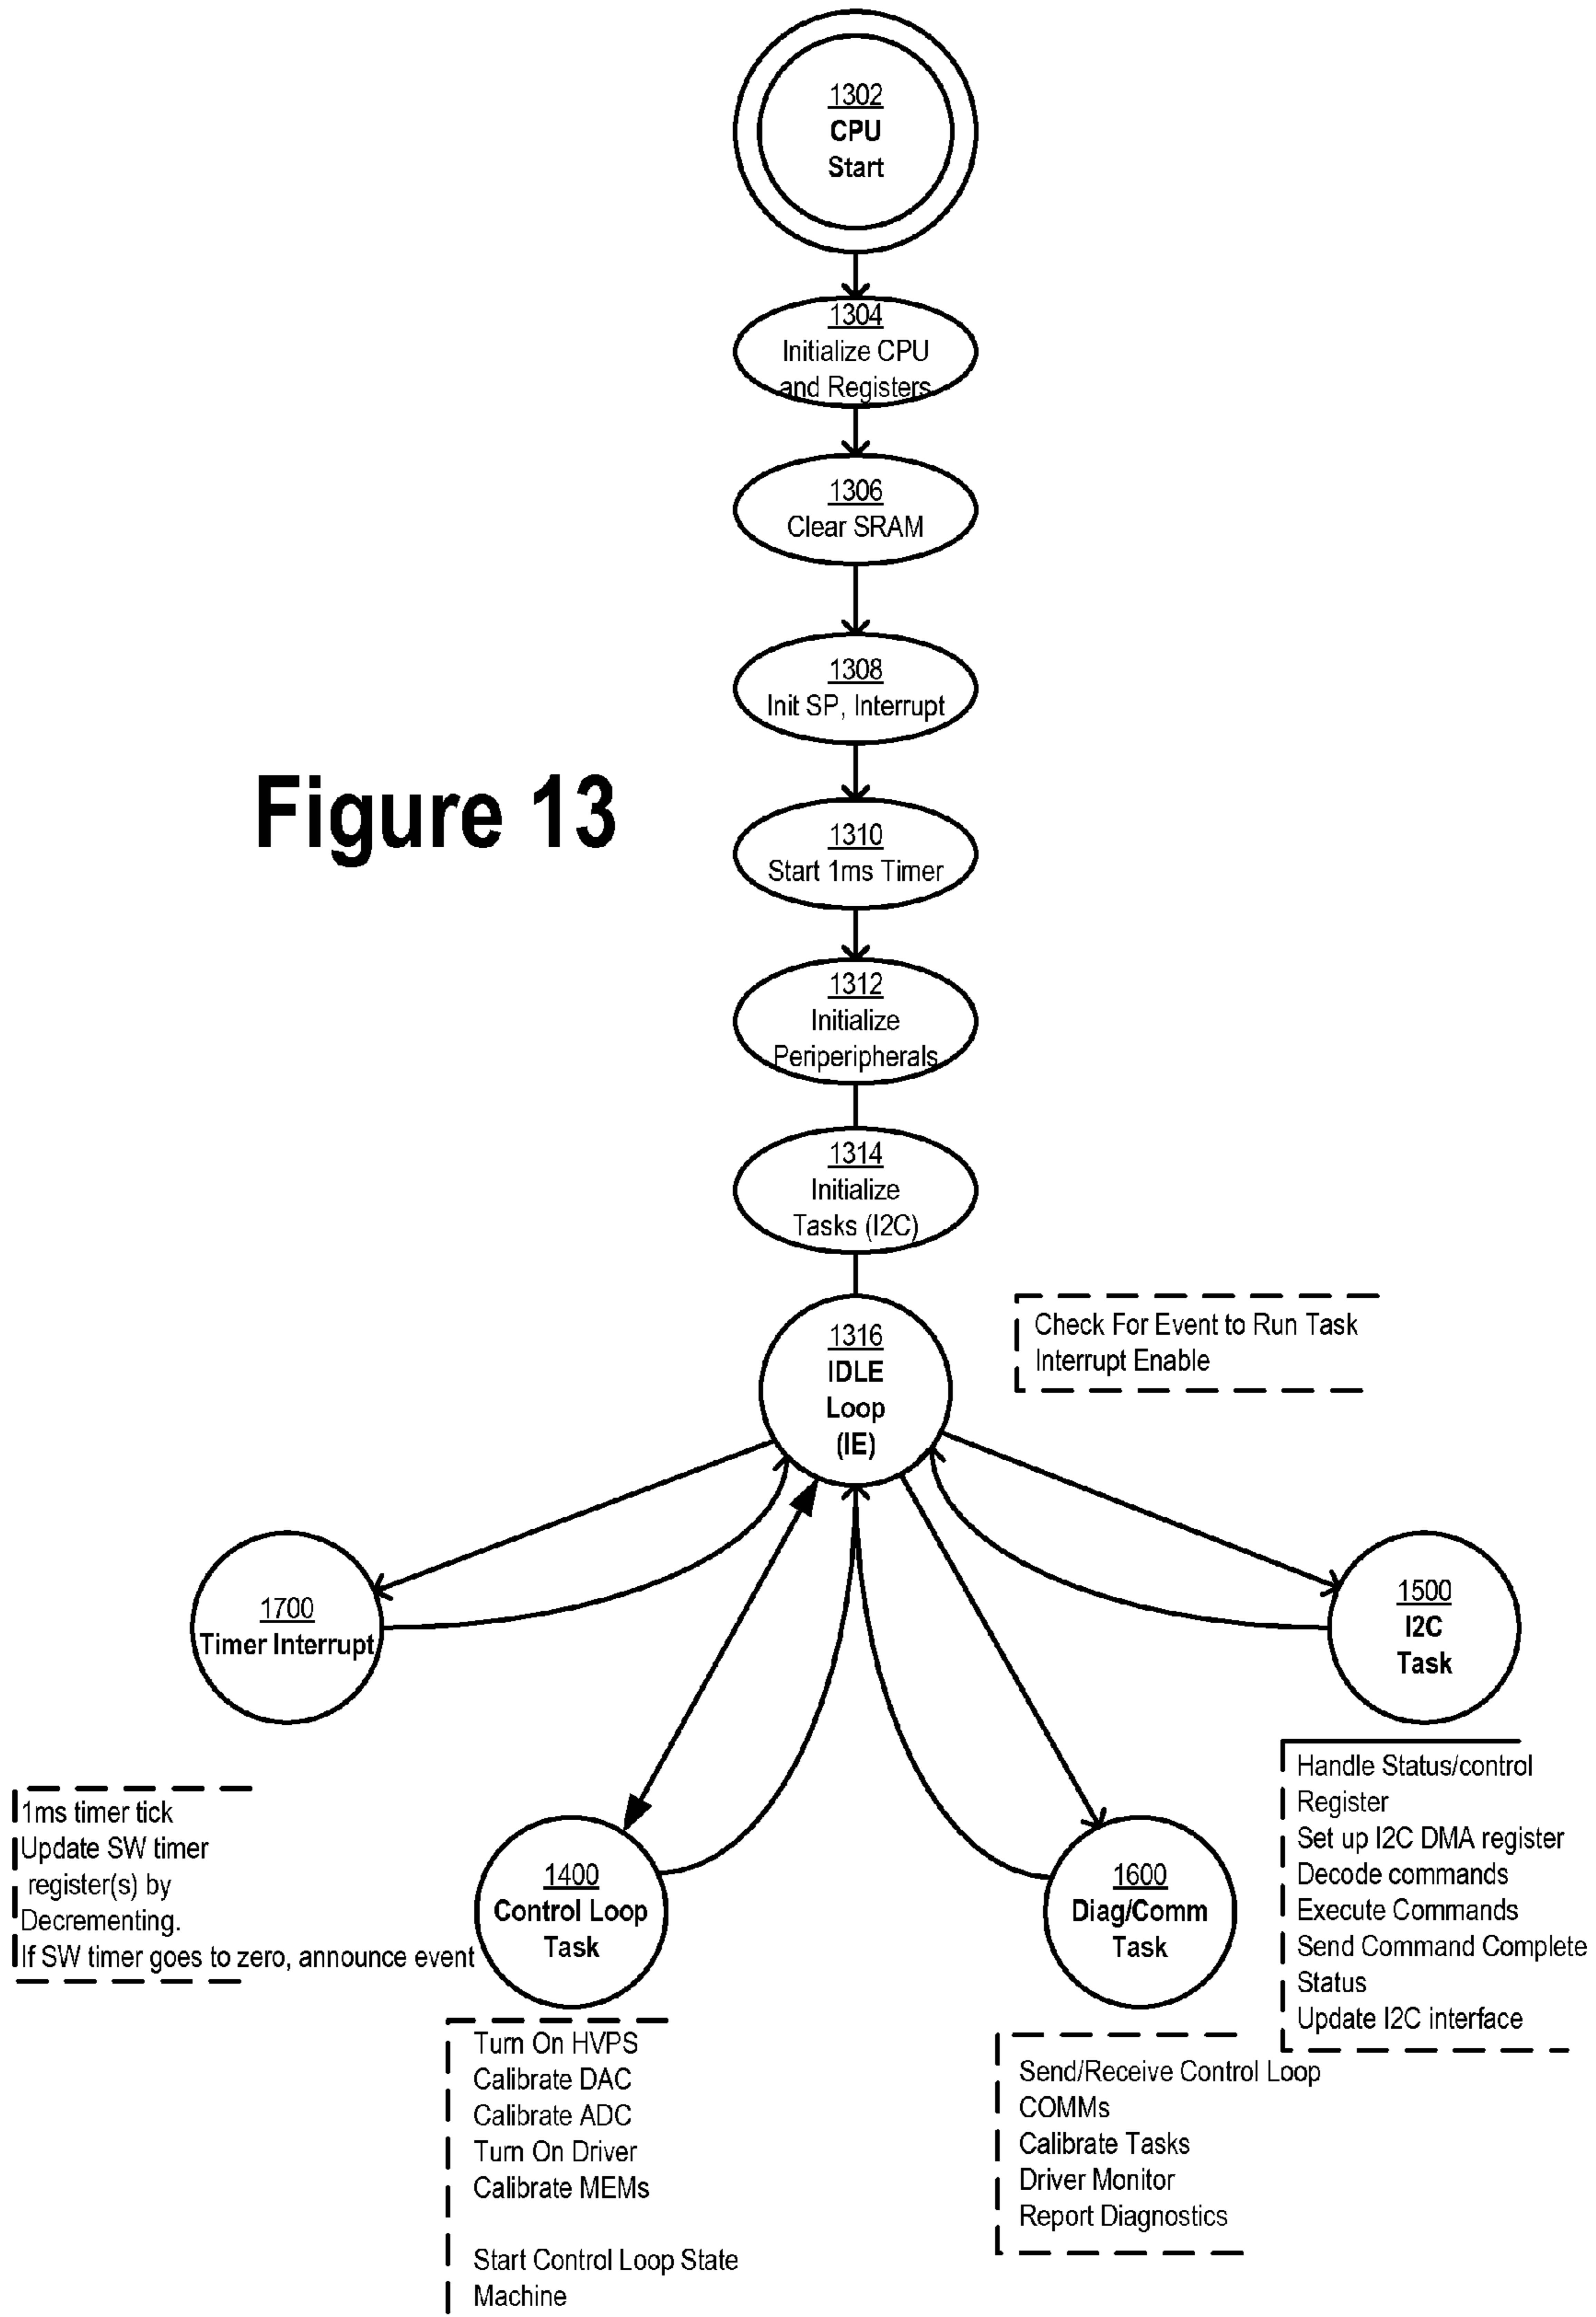 1302
CPU
Start
1304
Initialize CPU
and Registers
1306
Clear SRAM
1308
Init SP, Interrupt
Figure 13
1310
Start 1ms Timer
1312
Initialize
Periperipherals
1314
Initialize
Tasks (I2C)
1316
IDLE
Loop
(IE)
Check For Event to Run Task
Interrupt Enable
1700
Timer Interrupt
1500
I2C
Task
1ms timer tick
Update SW timer
register(s) by
Decrementing.
If SW timer goes to zero, announce event
1400
Control Loop
Task
1600
Diag/Comm
Task
Handle Status/control
Register
Set up I2C DMA register
Decode commands
Execute Commands
Send Command Complete
Status
Update I2C interface
Turn On HVPS
Calibrate DAC
Calibrate ADC
Turn On Driver
Calibrate MEMs
Start Control Loop State
Machine
Send/Receive Control Loop
COMMs
Calibrate Tasks
Driver Monitor
Report Diagnostics